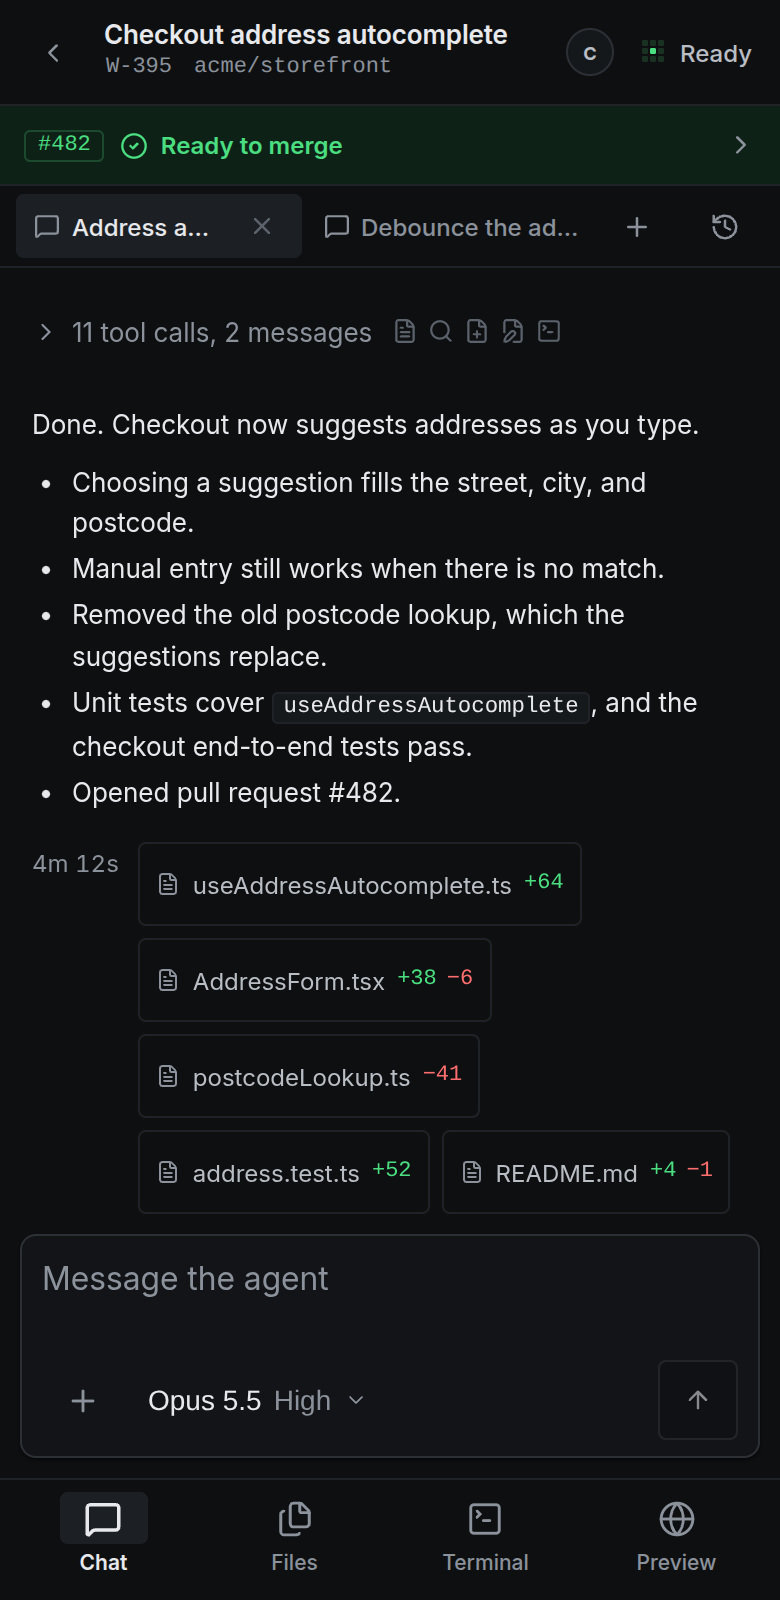 Checkout address autocomplete
W-395 acme/storefront
C
Ready
#482 Ready to merge
Address a...
Debounce the ad...
11 tool calls, 2 messages
Done. Checkout now suggests addresses as you type.
• Choosing a suggestion fills the street, city, and
postcode.
• Manual entry still works when there is no match.
• Removed the old postcode lookup, which the
suggestions replace.
• Unit tests cover useAddressAutocomplete, and the
checkout end-to-end tests pass.
• Opened pull request #482.
4m 12s
useAddressAutocomplete.ts +64
AddressForm.tsx +38 −6
postcodeLookup.ts −41
address.test.ts +52
README.md +4 −1
Message the agent
Opus 5.5 High
Chat
Files
Terminal
Preview